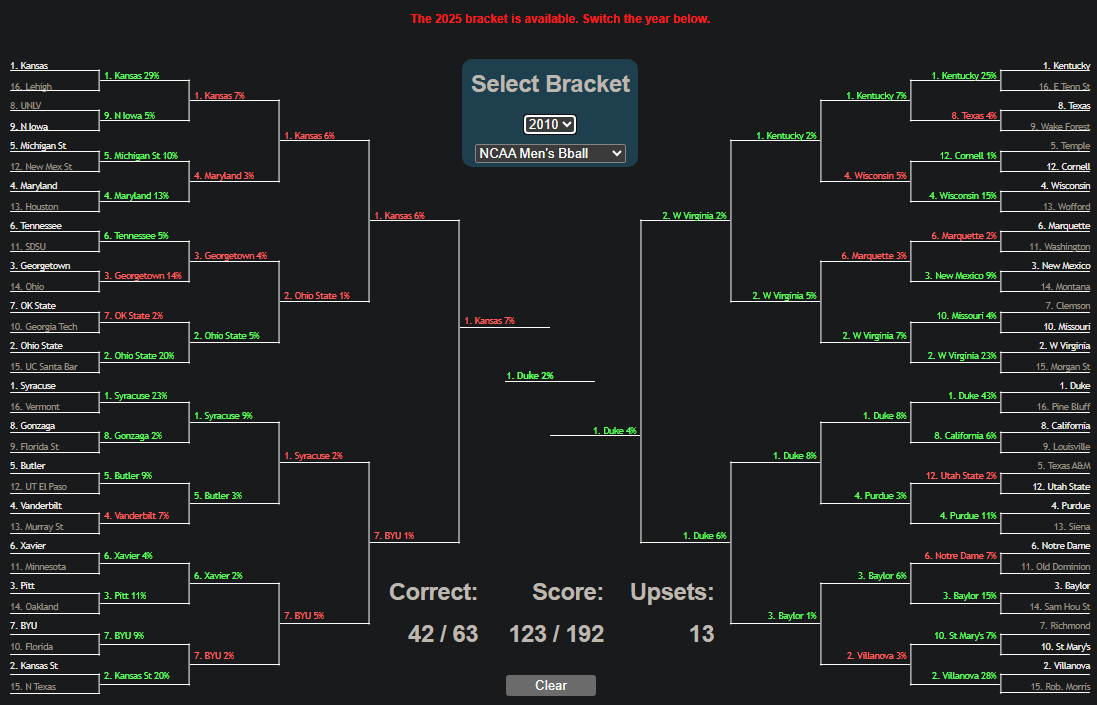 The 2025 bracket is available. Switch the year below.
Select Bracket
2010
NCAA Men's Bball
1. Kansas
16. Lehigh
8. UNLV
9. N Iowa
5. Michigan St
12. New Mex St
4. Maryland
13. Houston
6. Tennessee
11. SDSU
3. Georgetown
14. Ohio
7. OK State
10. Georgia Tech
2. Ohio State
15. UC Santa Bar
1. Syracuse
16. Vermont
8. Gonzaga
9. Florida St
5. Butler
12. UT El Paso
4. Vanderbilt
13. Murray St
6. Xavier
11. Minnesota
3. Pitt
14. Oakland
7. BYU
10. Florida
2. Kansas St
15. N Texas
1. Kansas 29%
9. N Iowa 5%
5. Michigan St 10%
4. Maryland 13%
6. Tennessee 5%
3. Georgetown 14%
7. OK State 2%
2. Ohio State 20%
1. Syracuse 23%
8. Gonzaga 2%
5. Butler 9%
4. Vanderbilt 7%
6. Xavier 4%
3. Pitt 11%
7. BYU 9%
2. Kansas St 20%
1. Kansas 7%
4. Maryland 3%
3. Georgetown 4%
2. Ohio State 5%
1. Syracuse 9%
5. Butler 3%
6. Xavier 2%
7. BYU 2%
1. Kansas 6%
2. Ohio State 1%
1. Syracuse 2%
7. BYU 5%
1. Kansas 6%
7. BYU 1%
1. Kansas 7%
1. Duke 2%
1. Duke 4%
2. W Virginia 2%
1. Duke 6%
1. Kentucky 2%
2. W Virginia 5%
1. Duke 8%
3. Baylor 1%
1. Kentucky 7%
4. Wisconsin 5%
6. Marquette 3%
2. W Virginia 7%
1. Duke 8%
4. Purdue 3%
3. Baylor 6%
2. Villanova 3%
1. Kentucky 25%
8. Texas 4%
12. Cornell 1%
4. Wisconsin 15%
6. Marquette 2%
3. New Mexico 9%
10. Missouri 4%
2. W Virginia 23%
1. Duke 43%
8. California 6%
12. Utah State 2%
4. Purdue 11%
6. Notre Dame 7%
3. Baylor 15%
10. St Mary's 7%
2. Villanova 28%
1. Kentucky
16. E Tenn St
8. Texas
9. Wake Forest
5. Temple
12. Cornell
4. Wisconsin
13. Wofford
6. Marquette
11. Washington
3. New Mexico
14. Montana
7. Clemson
10. Missouri
2. W Virginia
15. Morgan St
1. Duke
16. Pine Bluff
8. California
9. Louisville
5. Texas A&M
12. Utah State
4. Purdue
13. Siena
6. Notre Dame
11. Old Dominion
3. Baylor
14. Sam Hou St
7. Richmond
10. St Mary's
2. Villanova
15. Rob. Morris
Correct: Score: Upsets:
42 / 63 123 / 192 13
Clear